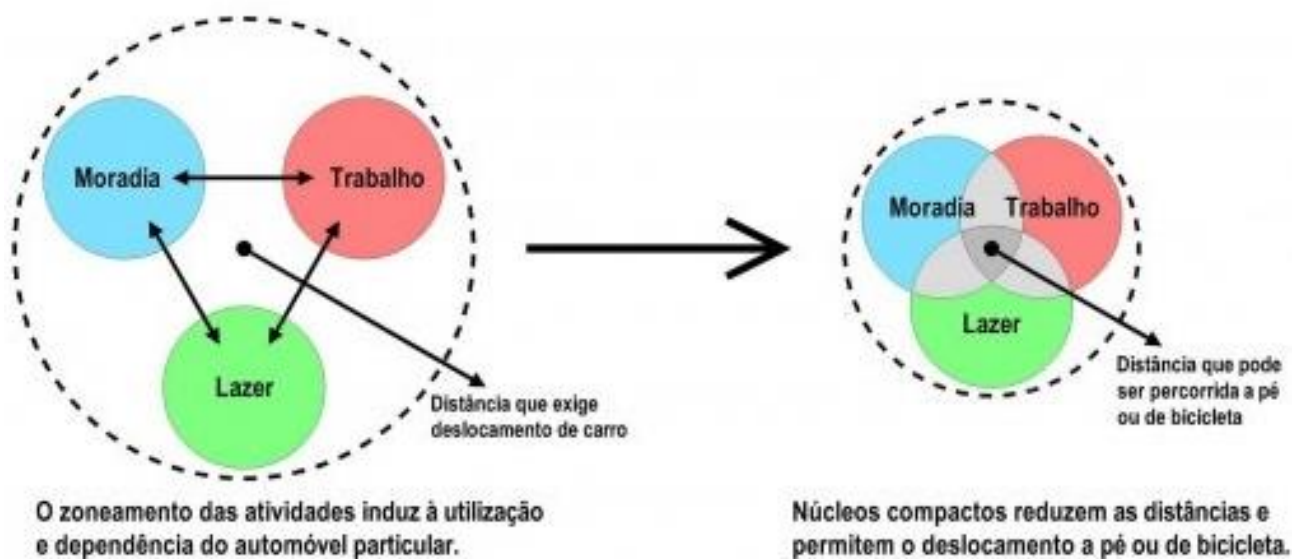 Moradia
Trabalho
Lazer
Distância que exige
deslocamento de carro
O zoneamento das atividades induz à utilização
e dependência do automóvel particular.
Moradia
Trabalho
Lazer
Distância que pode
ser percorrida a pé
ou de bicicleta
Núcleos compactos reduzem as distâncias e
permitem o deslocamento a pé ou de bicicleta.